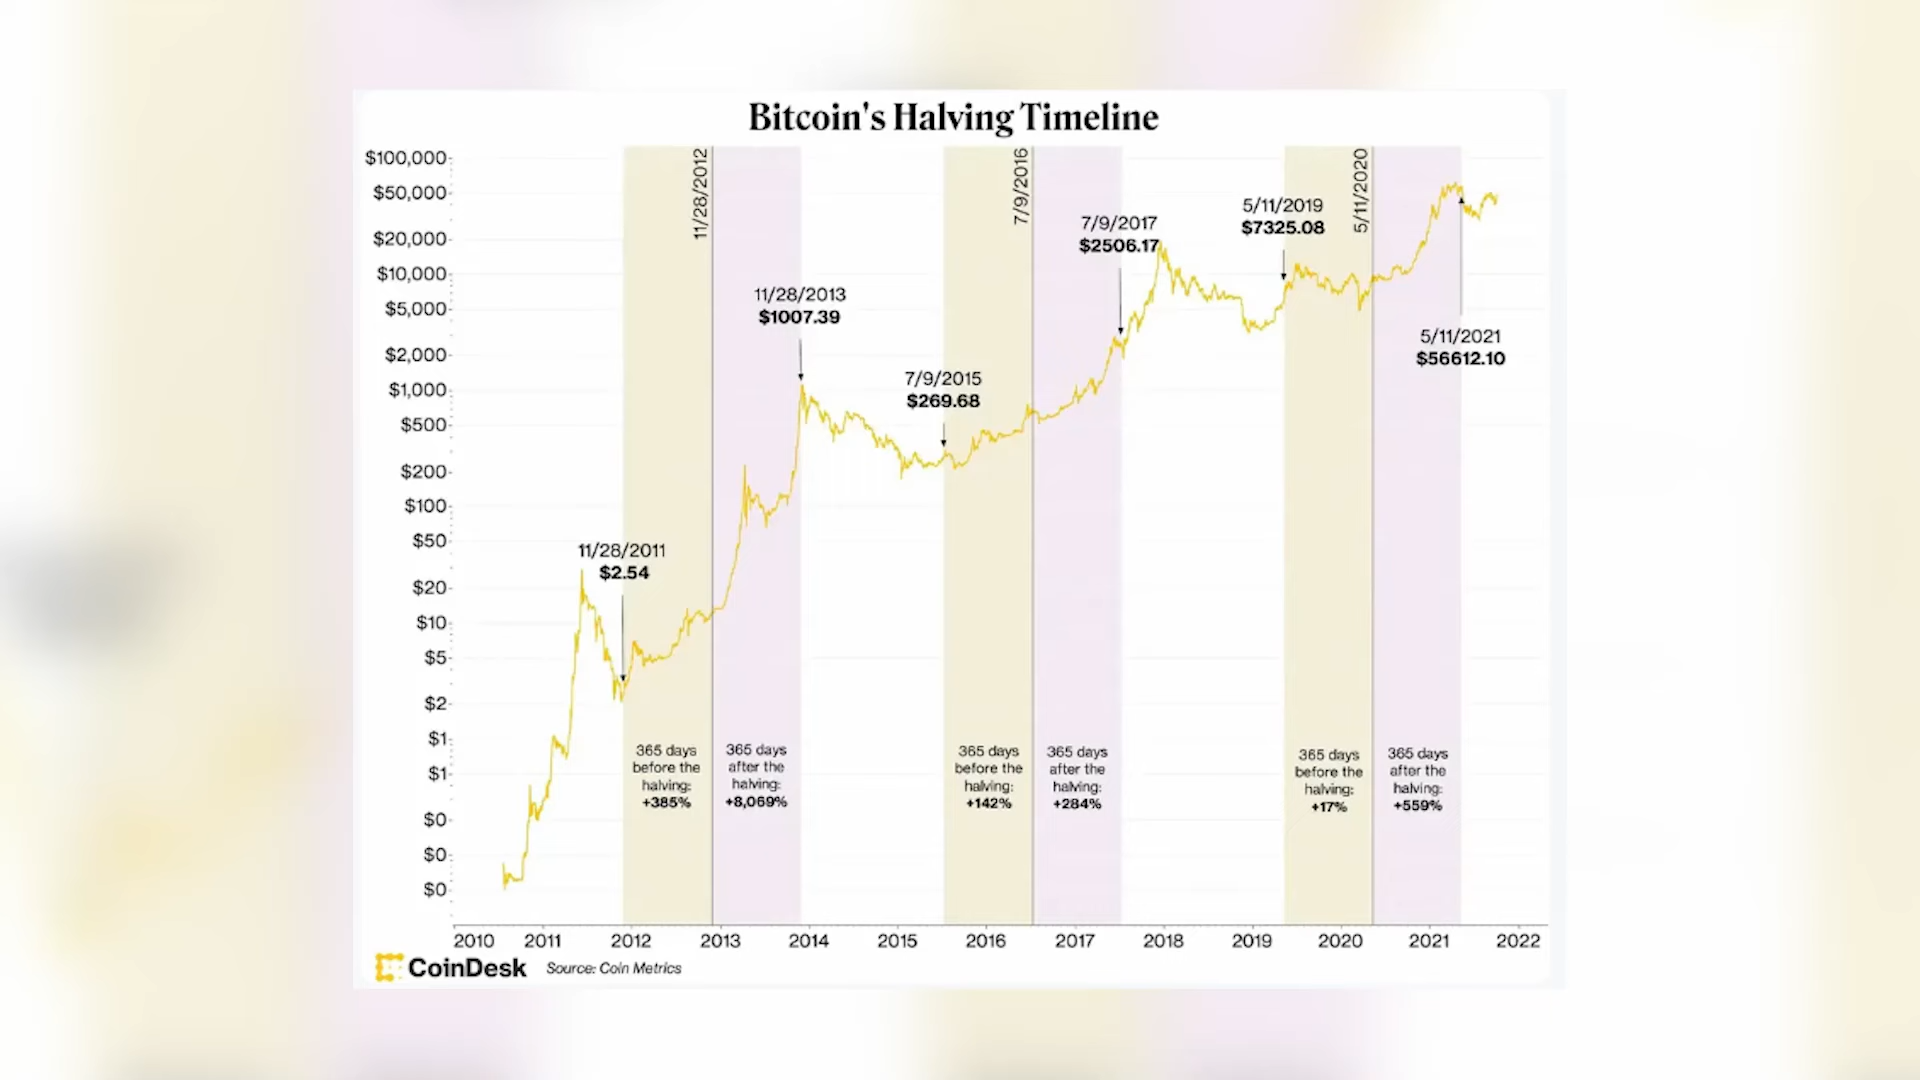 Bitcoin's Halving Timeline
$100,000
$50,000
$20,000
$10,000
$5,000
$2,000
$1,000
$500
$200
$100
$50
$20
$10
$5
$2
$1
$1
$0
$0
$0
11/28/2012
7/9/2016
5/11/2020
11/28/2011
$2.54
11/28/2013
$1007.39
7/9/2015
$269.68
7/9/2017
$2506.17
5/11/2019
$7325.08
5/11/2021
$56612.10
365 days
before the
halving:
+385%
365 days
after the
halving:
+8,069%
365 days
before the
halving:
+142%
365 days
after the
halving:
+284%
365 days
before the
halving:
+17%
365 days
after the
halving:
+559%
2010 2011 2012 2013 2014 2015 2016 2017 2018 2019 2020 2021 2022
CoinDesk Source: Coin Metrics